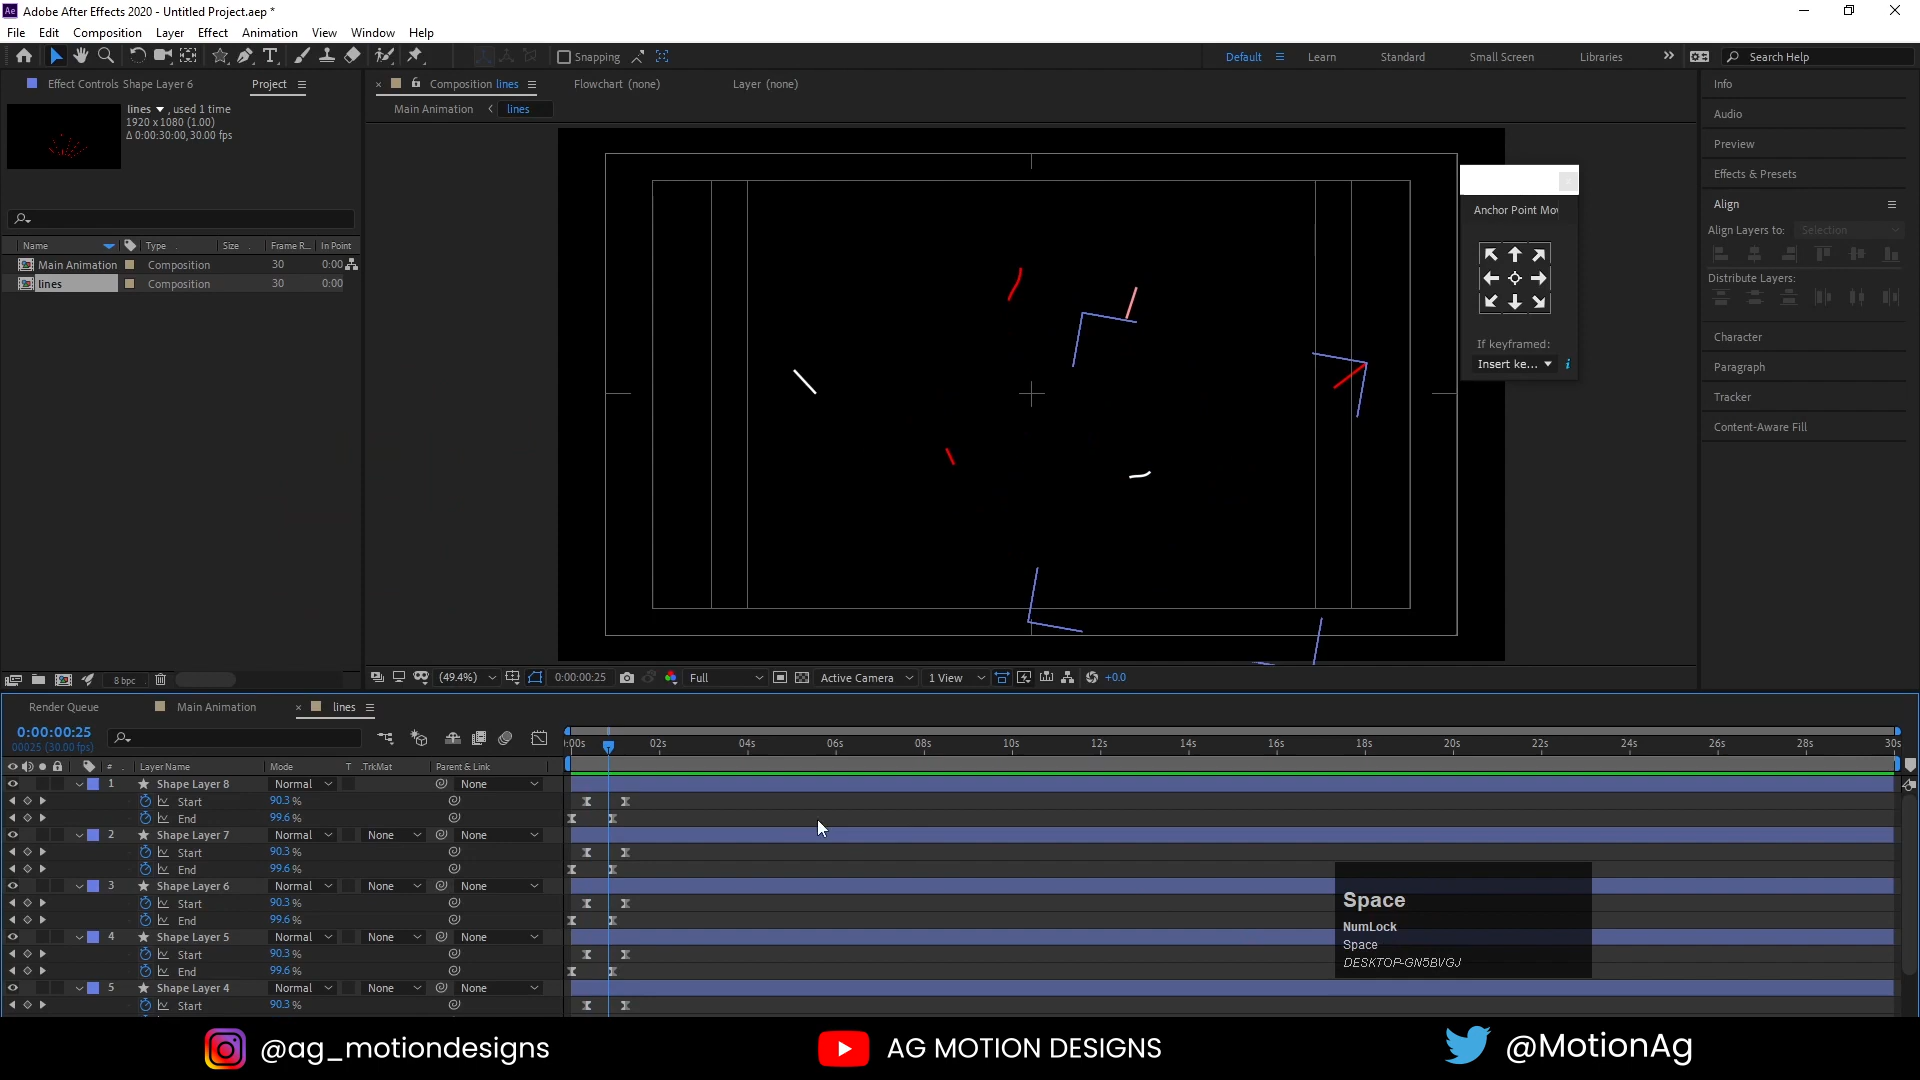 Ae Adobe After Effects 2020 - Untitled Project.aep *
File Edit Composition Layer Effect Animation View Window Help
Snapping
Default Learn Standard Small Screen Libraries Search Help
Effect Controls Shape Layer 6 Project
Composition lines Flowchart (none) Layer (none)
lines , used 1 time
1920 x 1080 (1.00)
Δ 0:00:30:00, 30.00 fps
Main Animation lines
Name Type Size Frame R... In Point
Main Animation Composition 30 0:00
lines Composition 30 0:00
Anchor Point Mov
If keyframed:
Insert ke...
Info
Audio
Preview
Effects & Presets
Align
Align Layers to: Selection
Distribute Layers:
Character
Paragraph
Tracker
Content-Aware Fill
8 bpc
(49.4%) 0:00:00:25 Full Active Camera 1 View +0.0
Render Queue Main Animation lines
0:00:00:25
00025 (30.00 fps)
:00s 02s 04s 06s 08s 10s 12s 14s 16s 18s 20s 22s 24s 26s 28s 30s
# Layer Name Mode T .TrkMat Parent & Link
1 Shape Layer 8 Normal None
Start 90.3 %
End 99.6 %
2 Shape Layer 7 Normal None None
Start 90.3 %
End 99.6 %
3 Shape Layer 6 Normal None None
Start 90.3 %
End 99.6 %
4 Shape Layer 5 Normal None None
Start 90.3 %
End 99.6 %
5 Shape Layer 4 Normal None None
Start 90.3 %
Space
NumLock
Space
DESKTOP-GN5BVGJ
@ag_motiondesigns AG MOTION DESIGNS @MotionAg